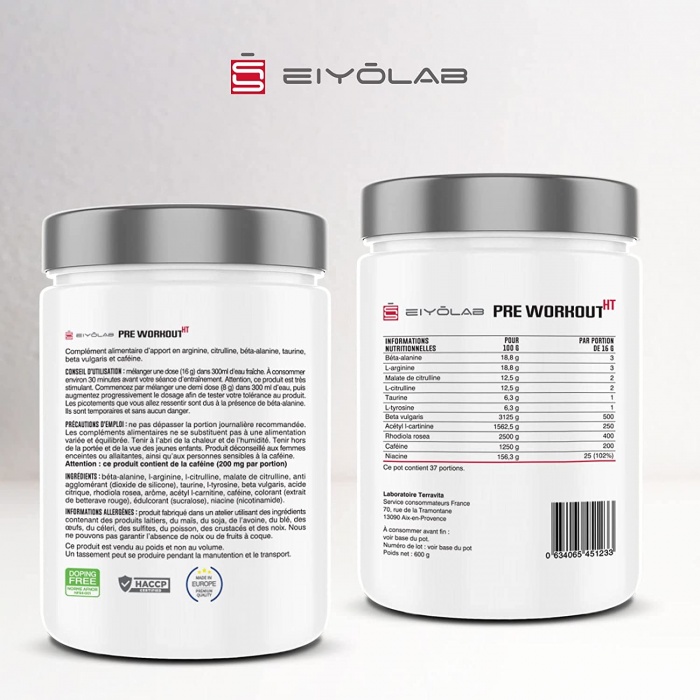 EIYŌLAB
EIYŌLAB PRE WORKOUT HT
Complément alimentaire d'apport en arginine, citrulline, béta-alanine, taurine,
beta vulgaris et caféine.
CONSEIL D'UTILISATION : mélanger une dose (16 g) dans 300ml d'eau fraîche. À consommer
environ 30 minutes avant votre séance d'entraînement. Attention, ce produit est très
stimulant. Commencez par mélanger une demi dose (8 g) dans 300 ml d'eau, puis
augmentez progressivement le dosage afin de tester votre tolérance au produit.
Les picotements que vous allez ressentir sont dus à la présence de béta-alanine.
Ils sont temporaires et sans aucun danger.
PRÉCAUTIONS D'EMPLOI : ne pas dépasser la portion journalière recommandée.
Les compléments alimentaires ne se substituent pas à une alimentation
variée et équilibrée. Tenir à l'abri de la chaleur et de l'humidité. Tenir hors
de la portée et de la vue des jeunes enfants. Produit déconseillé aux femmes
enceintes ou allaitantes, ainsi qu'aux personnes sensibles à la caféine.
Attention : ce produit contient de la caféine (200 mg par portion)
INGRÉDIENTS : béta-alanine, l-arginine, l-citrulline, malate de citrulline, anti
agglomérant (dioxide de silicone), taurine, l-tyrosine, beta vulgaris, acide
citrique, rhodiola rosea, arôme, acétyl l-carnitine, caféine, colorant (extrait
de betterave rouge), édulcorant (sucralose), niacine (nicotinamide).
INFORMATIONS ALLERGÈNES : produit fabriqué dans un atelier utilisant des ingrédients
contenant des produits laitiers, du maïs, du soja, de l'avoine, du blé, des
œufs, du céleri, des sulfites, du poisson, des crustacés et des noix. Nous
ne pouvons pas garantir l'absence de noix ou de fruits à coque.
Ce produit est vendu au poids et non au volume.
Un tassement peut se produire pendant la manutention et le transport.
DOPING
FREE
HACCP
CERTIFIED
MADE IN
EUROPE
PREMIUM
QUALITY
EIYŌLAB PRE WORKOUT HT
INFORMATIONS NUTRITIONNELLES POUR 100 G PAR PORTION DE 16 G
Béta-alanine 18,8 g 3
L-arginine 18,8 g 3
Malate de citrulline 12,5 g 2
L-citrulline 12,5 g 2
Taurine 6,3 g 1
L-tyrosine 6,3 g 1
Beta vulgaris 3125 g 500
Acétyl l-carnitine 1562,5 g 250
Rhodiola rosea 2500 g 400
Caféine 1250 g 200
Niacine 156,3 g 25 (102%)
Ce pot contient 37 portions.
Laboratoire Terravita
Service consommateurs France
70, rue de la Tramontane
13090 Aix-en-Provence
À consommer avant fin :
voir base du pot.
Numéro de lot : voir base du pot
Poids net : 600 g
0 634065 451233